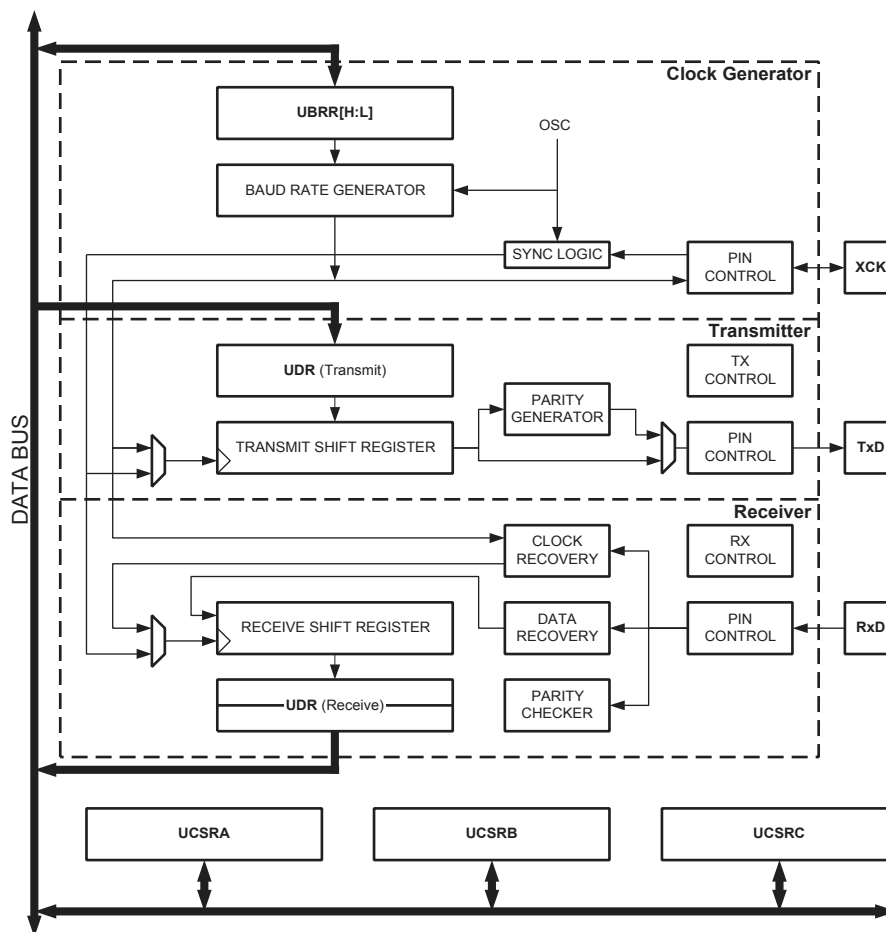 Clock Generator
UBRR[H:L]
OSC
BAUD RATE GENERATOR
SYNC LOGIC
PIN
CONTROL
XCK
Transmitter
UDR (Transmit)
TX
CONTROL
PARITY
GENERATOR
TRANSMIT SHIFT REGISTER
PIN
CONTROL
TxD
DATA BUS
Receiver
CLOCK
RECOVERY
RX
CONTROL
RECEIVE SHIFT REGISTER
DATA
RECOVERY
PIN
CONTROL
RxD
UDR (Receive)
PARITY
CHECKER
UCSRA
UCSRB
UCSRC